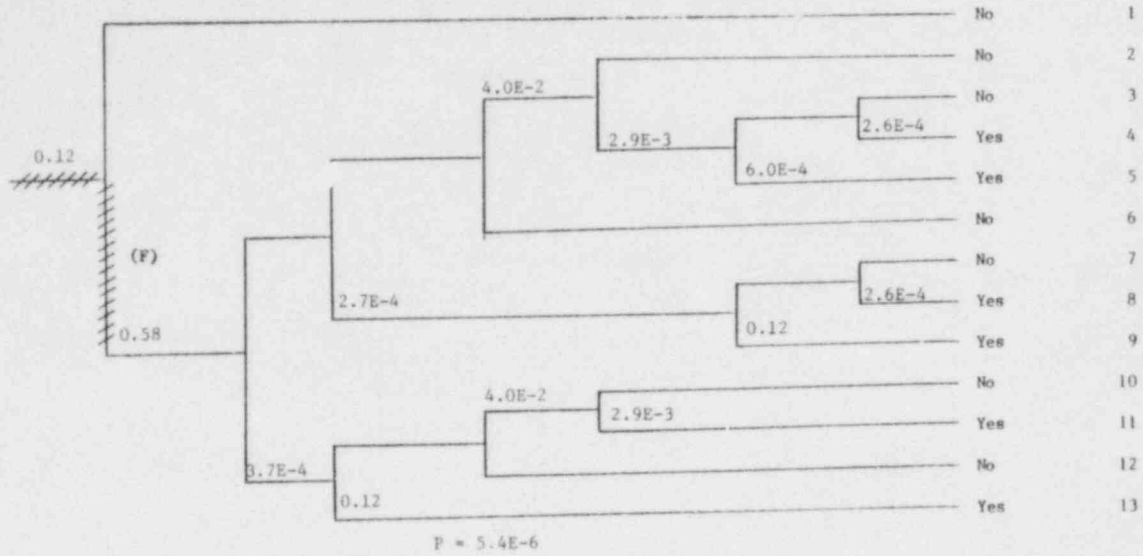 No 1
No 2
4.0E-2
No 3
2.6E-4
Yes 4
2.9E-3
0.12
6.0E-4
Yes 5
No 6
(F)
No 7
2.7E-4
2.6E-4
Yes 8
0.58
0.12
Yes 9
No 10
4.0E-2
2.9E-3
Yes 11
3.7E-4
No 12
0.12
Yes 13
P = 5.4E-6